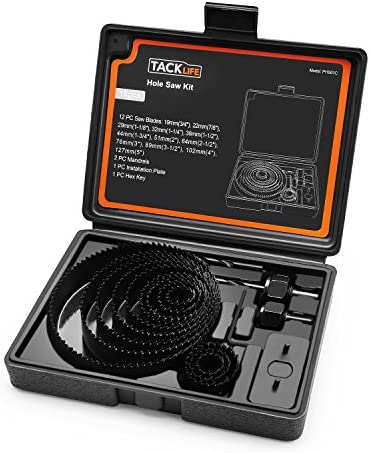 TACKLIFE
Model: PHS01C
Hole Saw Kit
12 PC Saw Blades: 19mm(3/4"), 22mm(7/8"),
29mm(1-1/8"), 32mm(1-1/4"), 38mm(1-1/2"),
44mm(1-3/4"), 51mm(2"), 64mm(2-1/2"),
76mm(3"), 89mm(3-1/2"), 102mm(4"),
127mm(5")
2 PC Mandrels
1 PC Installation Plate
1 PC Hex Key